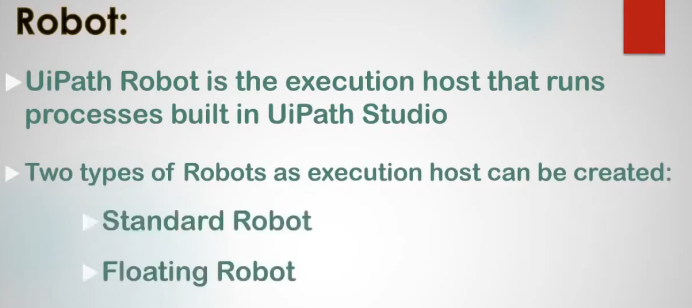 Robot:
UiPath Robot is the execution host that runs
processes built in UiPath Studio
Two types of Robots as execution host can be created:
Standard Robot
Floating Robot